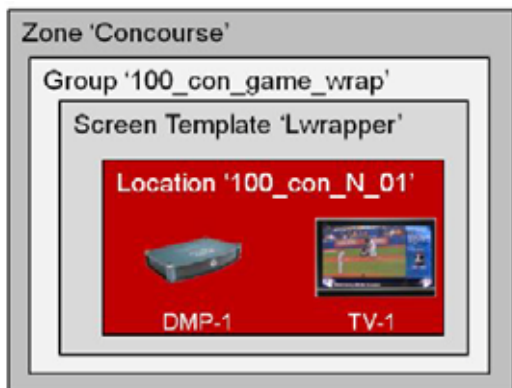 Zone ‘Concourse’
Group ‘100_con_game_wrap’
Screen Template ‘Lwrapper’
Location ‘100_con_N_01’
DMP-1
TV-1